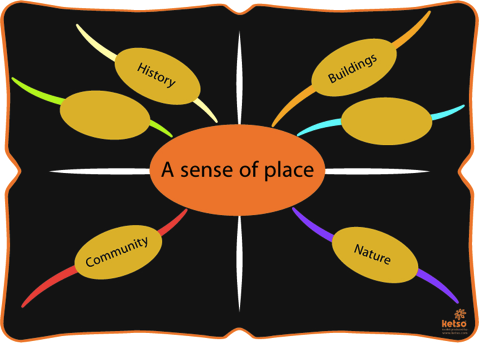 History
Buildings
A sense of place
Community
Nature
ketso